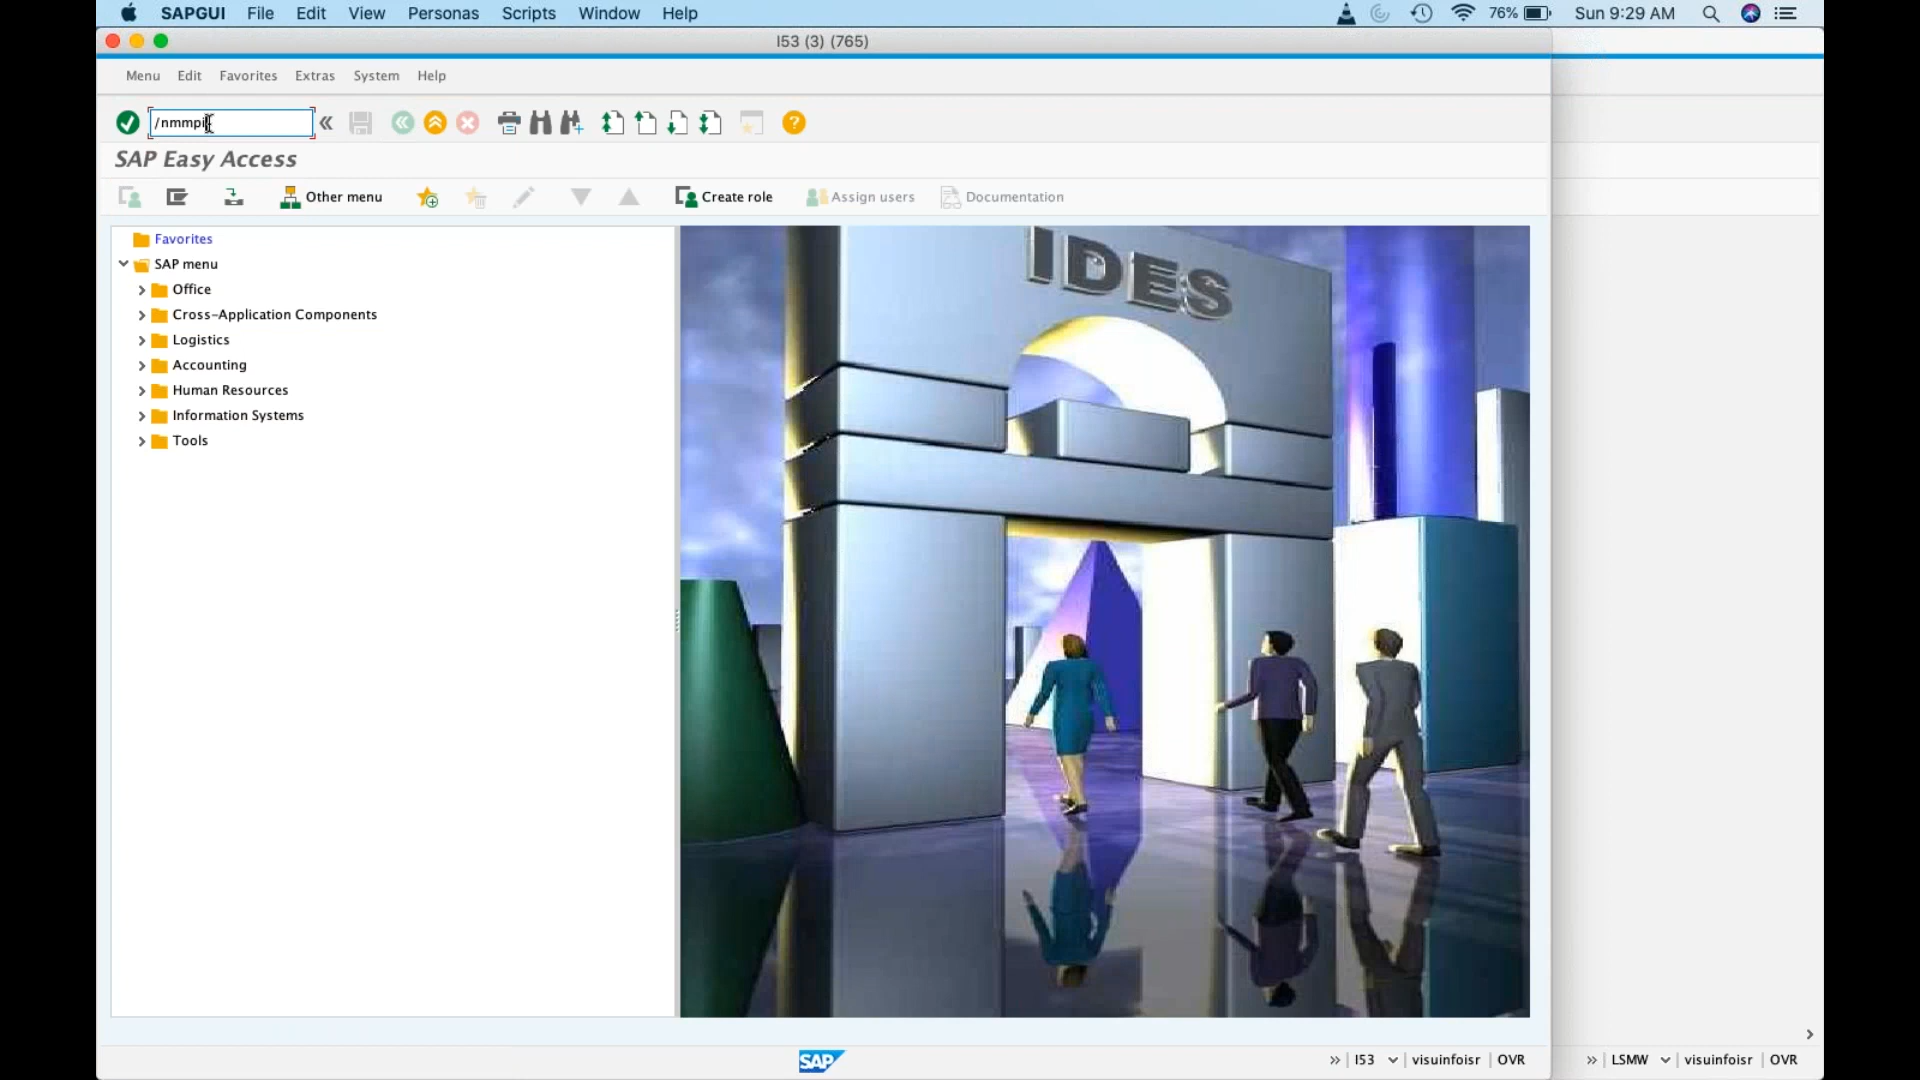 SAPGUI File Edit View Personas Scripts Window Help 76% Sun 9:29 AM
I53 (3) (765)
Menu Edit Favorites Extras System Help
/nmmpi
SAP Easy Access
Other menu Create role Assign users Documentation
Favorites
SAP menu
Office
Cross-Application Components
Logistics
Accounting
Human Resources
Information Systems
Tools
IDES
SAP
I53 visuinfoisr OVR
LSMW visuinfoisr OVR